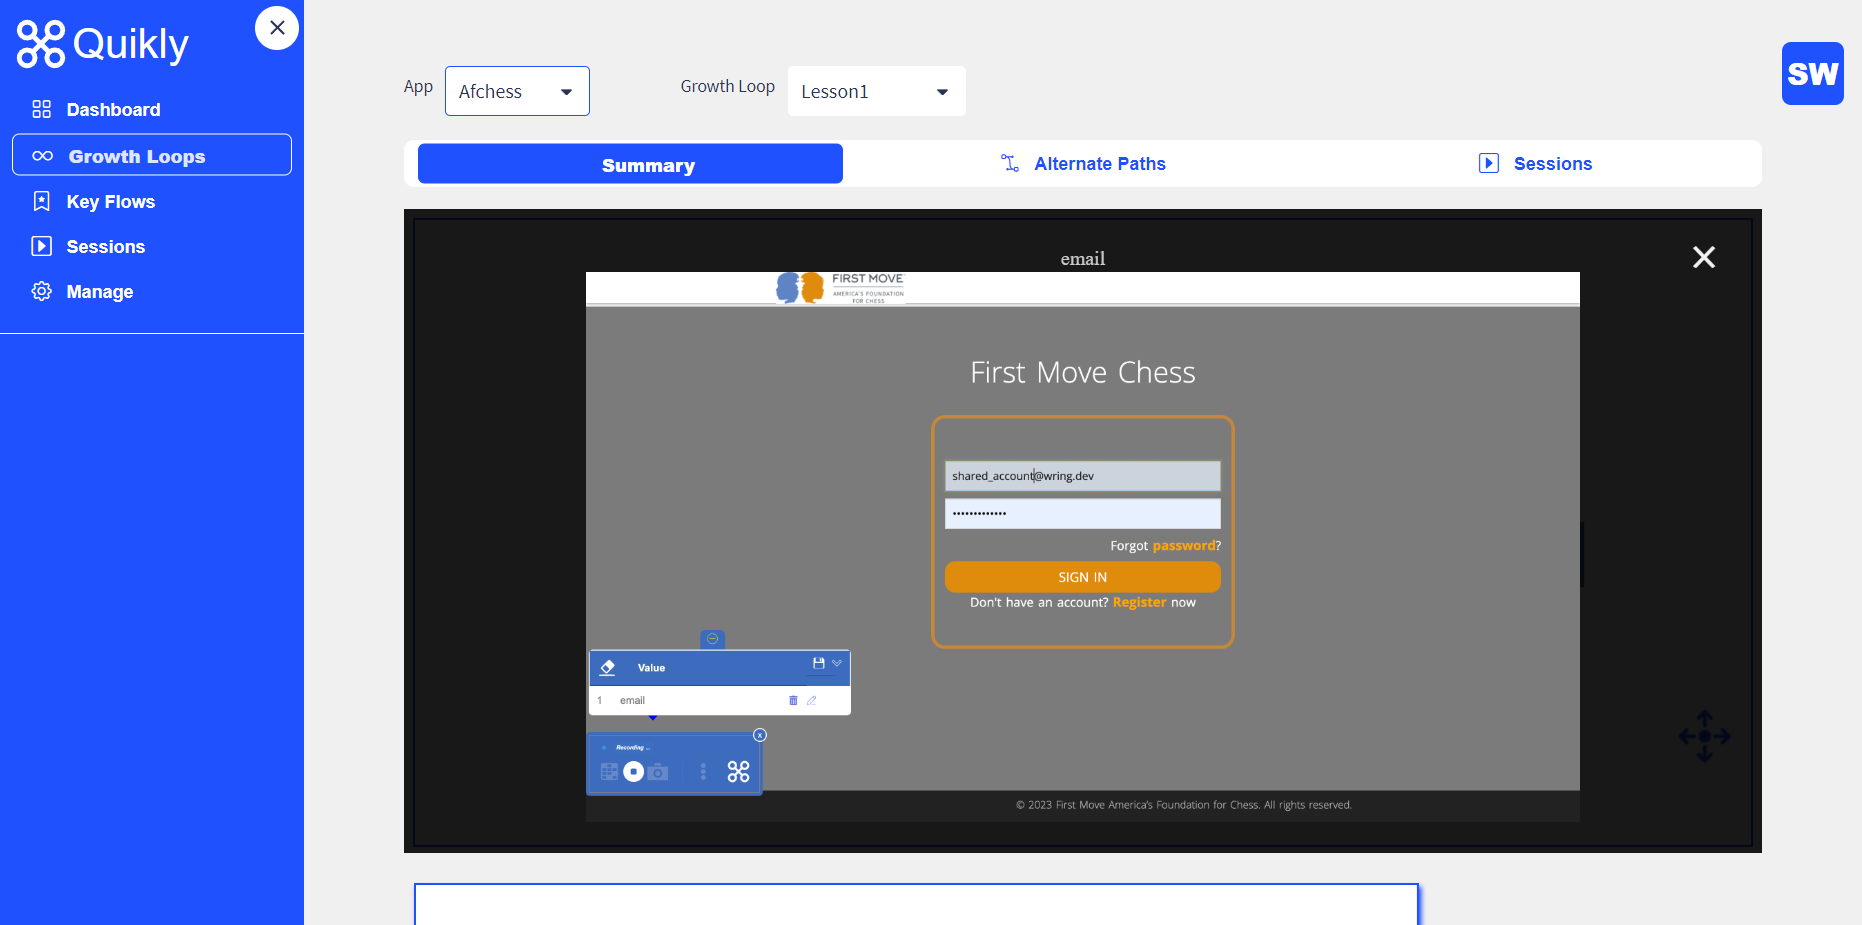 Quikly
Dashboard
Growth Loops
Key Flows
Sessions
Manage
App
Afchess
Growth Loop
Lesson1
SW
Summary
Alternate Paths
Sessions
email
FIRST MOVE
AMERICA'S FOUNDATION
FOR CHESS
First Move Chess
shared_account@wring.dev
•••••••••••••
Forgot password?
SIGN IN
Don't have an account? Register now
Value
1 email
x
Recording ...
© 2023 First Move America's Foundation for Chess. All rights reserved.